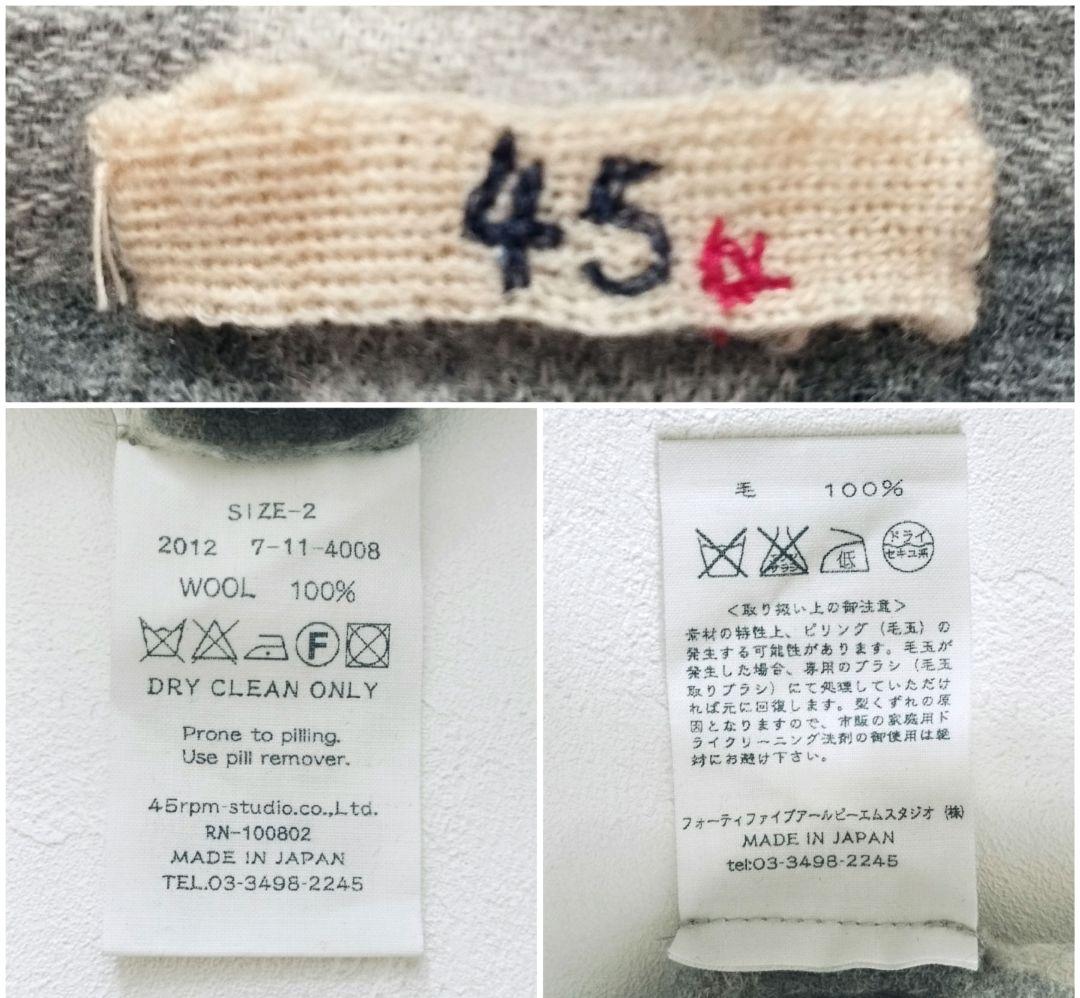 45R
SIZE-2
2012 7-11-4008
WOOL 100%
F
DRY CLEAN ONLY
Prone to pilling.
Use pill remover.
45rpm-studio.co.,Ltd.
RN-100802
MADE IN JAPAN
TEL.03-3498-2245
毛 100%
エンソ
サラシ
低
ドライ
セキユ系
<取り扱い上の御注意>
素材の特性上、ピリング(毛玉)の
発生する可能性があります。毛玉が
発生した場合、専用のブラシ(毛玉
取りブラシ)にて処理していただけ
れば元に回復します。型くずれの原
因となりますので、市販の家庭用ド
ライクリーニング洗剤の御使用は絶
対にお避け下さい。
フォーティファイブアールピーエムスタジオ(株)
MADE IN JAPAN
tel:03-3498-2245